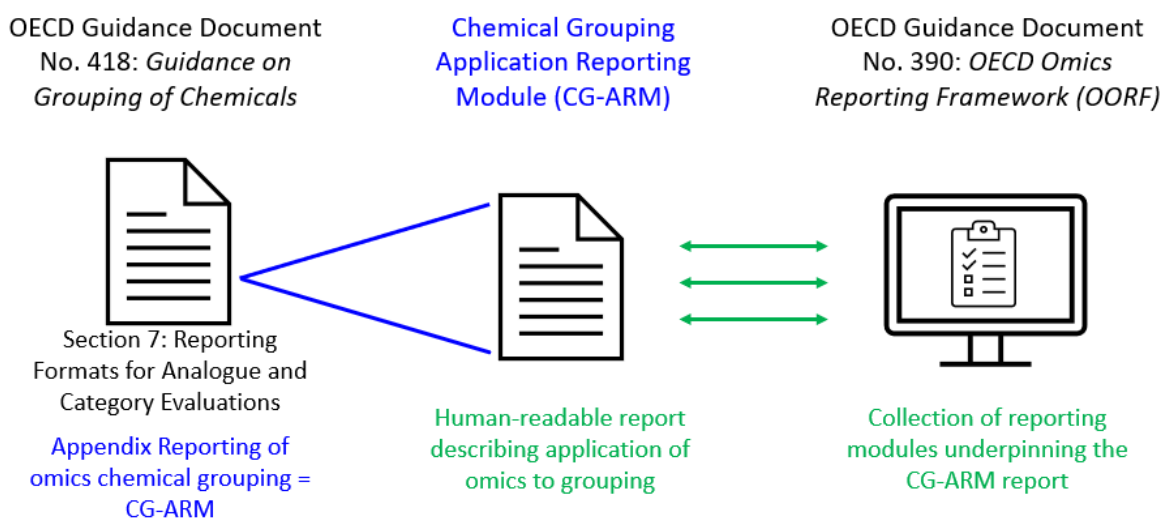 OECD Guidance Document
No. 418: Guidance on
Grouping of Chemicals
Section 7: Reporting
Formats for Analogue and
Category Evaluations
Appendix Reporting of
omics chemical grouping =
CG-ARM
Chemical Grouping
Application Reporting
Module (CG-ARM)
Human-readable report
describing application of
omics to grouping
OECD Guidance Document
No. 390: OECD Omics
Reporting Framework (OORF)
Collection of reporting
modules underpinning the
CG-ARM report